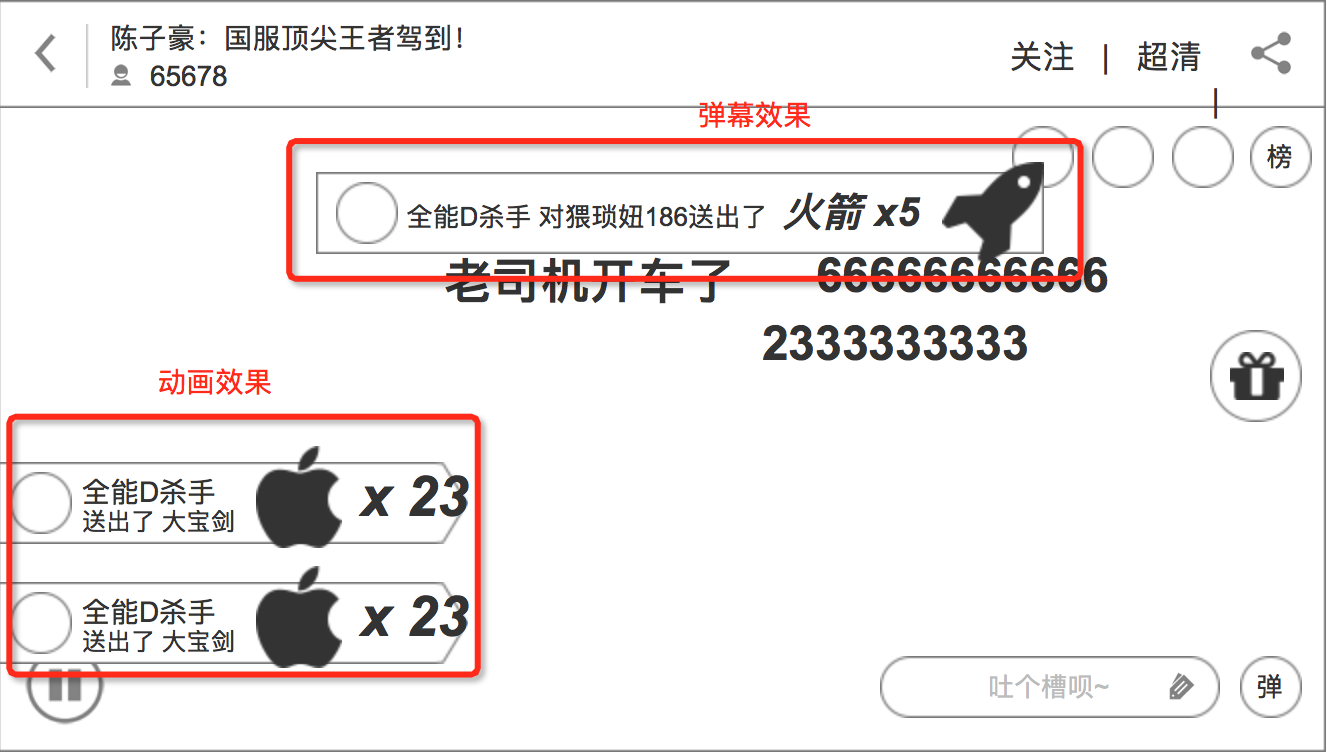 陈子豪：国服顶尖王者驾到！
65678
关注 | 超清
弹幕效果
榜
全能D杀手 对猥琐妞186送出了 火箭 x5
老司机开车了 66666666666
2333333333
动画效果
全能D杀手
送出了 大宝剑
x 23
全能D杀手
送出了 大宝剑
x 23
吐个槽呗~
弹